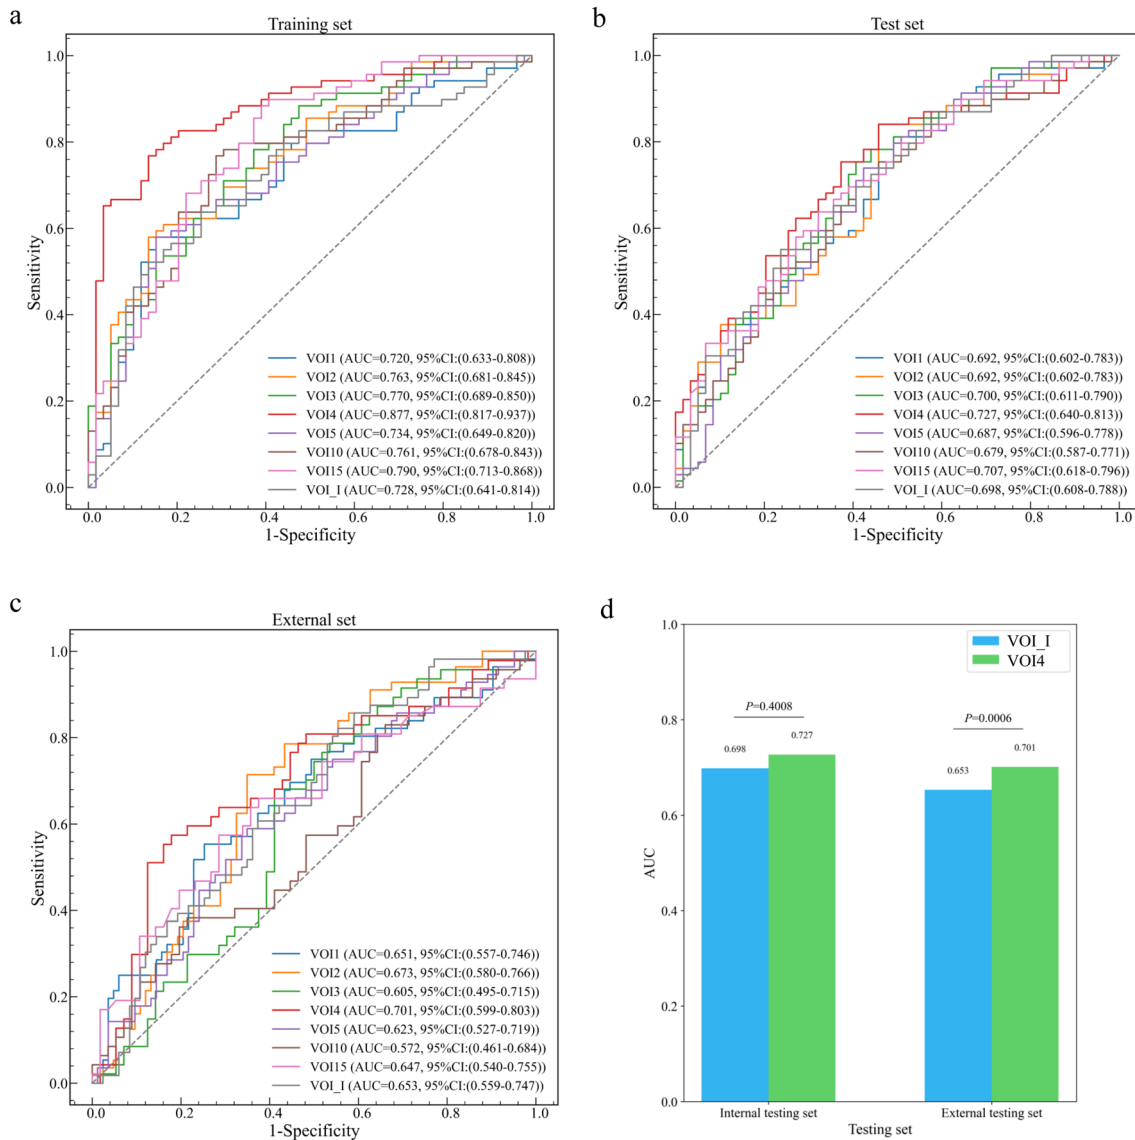 a
Training set
1.0
0.8
0.6
0.4
0.2
0.0
Sensitivity
VOI1 (AUC=0.720, 95%CI:(0.633-0.808))
VOI2 (AUC=0.763, 95%CI:(0.681-0.845))
VOI3 (AUC=0.770, 95%CI:(0.689-0.850))
VOI4 (AUC=0.877, 95%CI:(0.817-0.937))
VOI5 (AUC=0.734, 95%CI:(0.649-0.820))
VOI10 (AUC=0.761, 95%CI:(0.678-0.843))
VOI15 (AUC=0.790, 95%CI:(0.713-0.868))
VOI_I (AUC=0.728, 95%CI:(0.641-0.814))
0.0 0.2 0.4 0.6 0.8 1.0
1-Specificity
b
Test set
1.0
0.8
0.6
0.4
0.2
0.0
Sensitivity
VOI1 (AUC=0.692, 95%CI:(0.602-0.783))
VOI2 (AUC=0.692, 95%CI:(0.602-0.783))
VOI3 (AUC=0.700, 95%CI:(0.611-0.790))
VOI4 (AUC=0.727, 95%CI:(0.640-0.813))
VOI5 (AUC=0.687, 95%CI:(0.596-0.778))
VOI10 (AUC=0.679, 95%CI:(0.587-0.771))
VOI15 (AUC=0.707, 95%CI:(0.618-0.796))
VOI_I (AUC=0.698, 95%CI:(0.608-0.788))
0.0 0.2 0.4 0.6 0.8 1.0
1-Specificity
c
External set
1.0
0.8
0.6
0.4
0.2
0.0
Sensitivity
VOI1 (AUC=0.651, 95%CI:(0.557-0.746))
VOI2 (AUC=0.673, 95%CI:(0.580-0.766))
VOI3 (AUC=0.605, 95%CI:(0.495-0.715))
VOI4 (AUC=0.701, 95%CI:(0.599-0.803))
VOI5 (AUC=0.623, 95%CI:(0.527-0.719))
VOI10 (AUC=0.572, 95%CI:(0.461-0.684))
VOI15 (AUC=0.647, 95%CI:(0.540-0.755))
VOI_I (AUC=0.653, 95%CI:(0.559-0.747))
0.0 0.2 0.4 0.6 0.8 1.0
1-Specificity
d
1.0
0.8
0.6
0.4
0.2
0.0
AUC
VOI_I
VOI4
P=0.4008
P=0.0006
0.698
0.727
0.653
0.701
Internal testing set
External testing set
Testing set